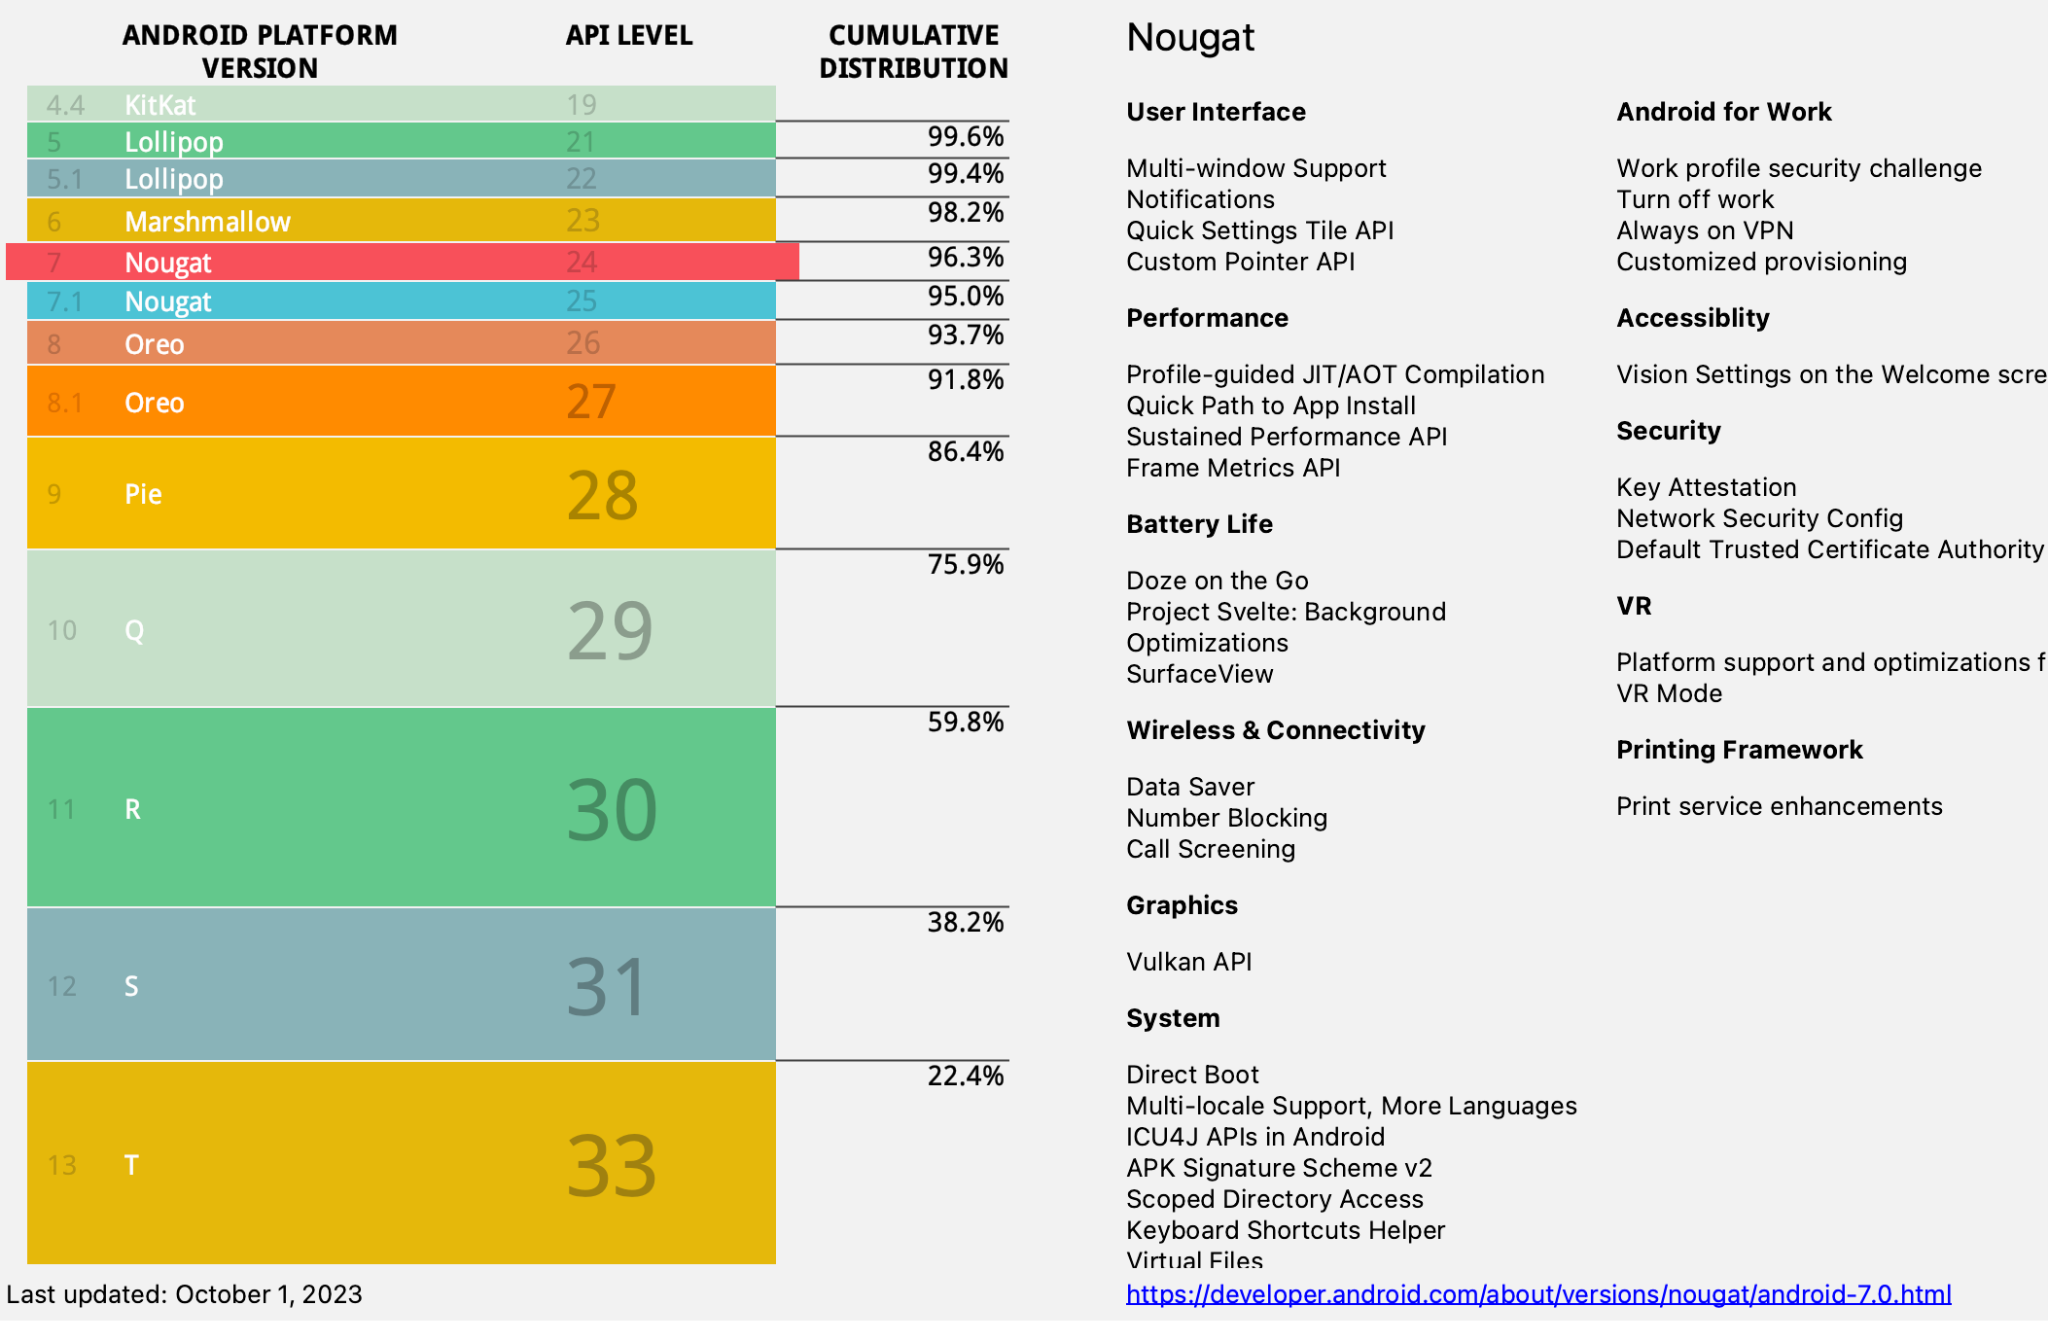 ANDROID PLATFORM
VERSION
API LEVEL
CUMULATIVE
DISTRIBUTION
4.4 KitKat 19
5 Lollipop 21
99.6%
5.1 Lollipop 22
99.4%
6 Marshmallow 23
98.2%
7 Nougat 24
96.3%
7.1 Nougat 25
95.0%
8 Oreo 26
93.7%
8.1 Oreo 27
91.8%
9 Pie 28
86.4%
10 Q 29
75.9%
11 R 30
59.8%
12 S 31
38.2%
13 T 33
22.4%
Last updated: October 1, 2023
Nougat
User Interface
Multi-window Support
Notifications
Quick Settings Tile API
Custom Pointer API
Performance
Profile-guided JIT/AOT Compilation
Quick Path to App Install
Sustained Performance API
Frame Metrics API
Battery Life
Doze on the Go
Project Svelte: Background
Optimizations
SurfaceView
Wireless & Connectivity
Data Saver
Number Blocking
Call Screening
Graphics
Vulkan API
System
Direct Boot
Multi-locale Support, More Languages
ICU4J APIs in Android
APK Signature Scheme v2
Scoped Directory Access
Keyboard Shortcuts Helper
Virtual Files
Android for Work
Work profile security challenge
Turn off work
Always on VPN
Customized provisioning
Accessiblity
Vision Settings on the Welcome scre
Security
Key Attestation
Network Security Config
Default Trusted Certificate Authority
VR
Platform support and optimizations f
VR Mode
Printing Framework
Print service enhancements
https://developer.android.com/about/versions/nougat/android-7.0.html